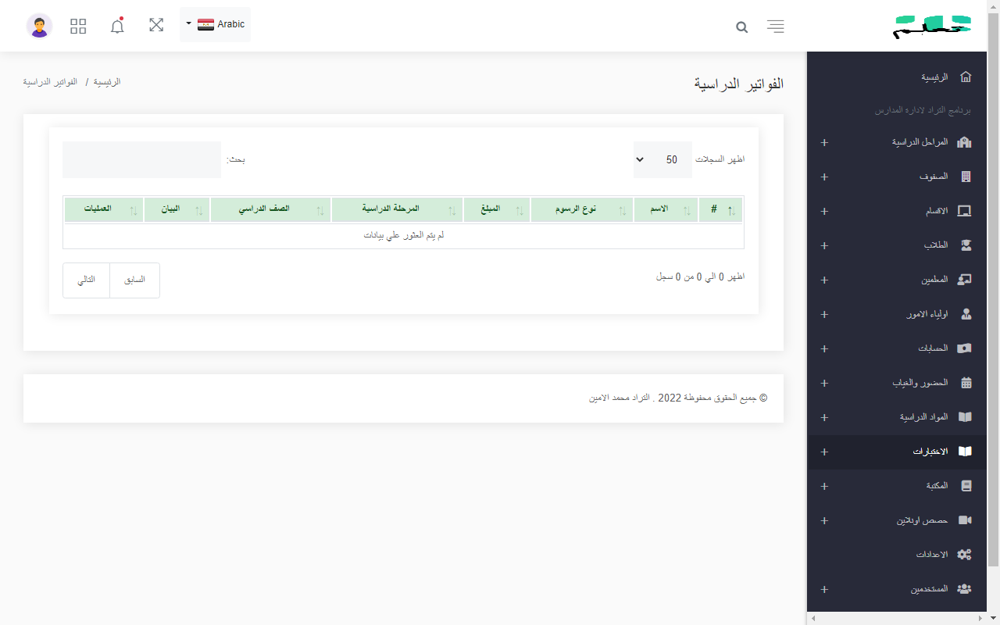 Arabic
الفواتير الدراسية
الرئيسية / الفواتير الدراسية
اظهر السجلات 50
بحث:
# الاسم نوع الرسوم المبلغ المرحلة الدراسية الصف الدراسي البيان العمليات
لم يتم العثور علي بيانات
اظهر 0 الي 0 من 0 سجل
السابق التالي
© جميع الحقوق محفوظة 2022 . التراد محمد الامين
الرئيسية
برنامج التراد لادارة المدارس
المراحل الدراسية +
الصفوف +
الاقسام +
الطلاب +
المعلمين +
اولياء الامور +
الحسابات +
الحضور والغياب +
المواد الدراسية +
الاختبارات +
المكتبة +
حصص اونلاين +
الاعدادات
المستخدمين +